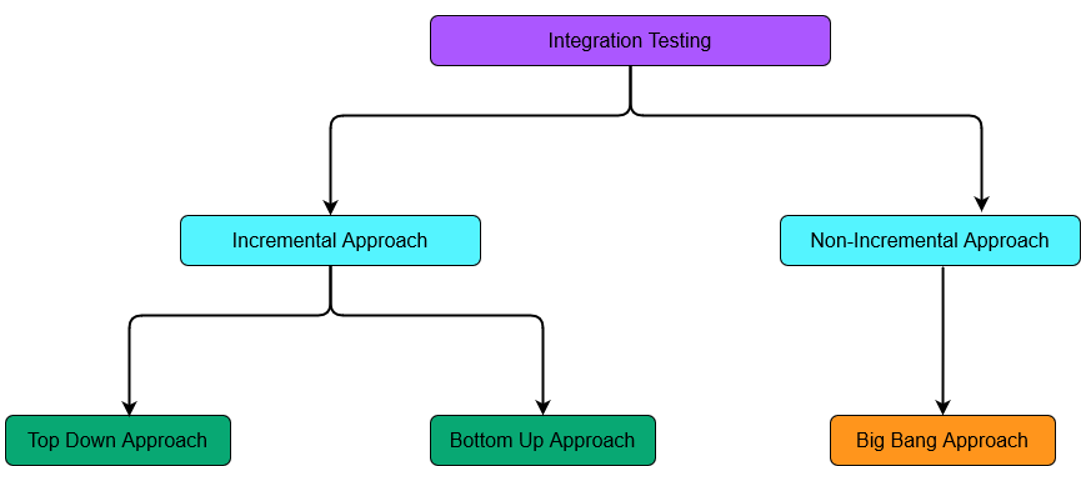 Integration Testing
Incremental Approach
Non-Incremental Approach
Top Down Approach
Bottom Up Approach
Big Bang Approach